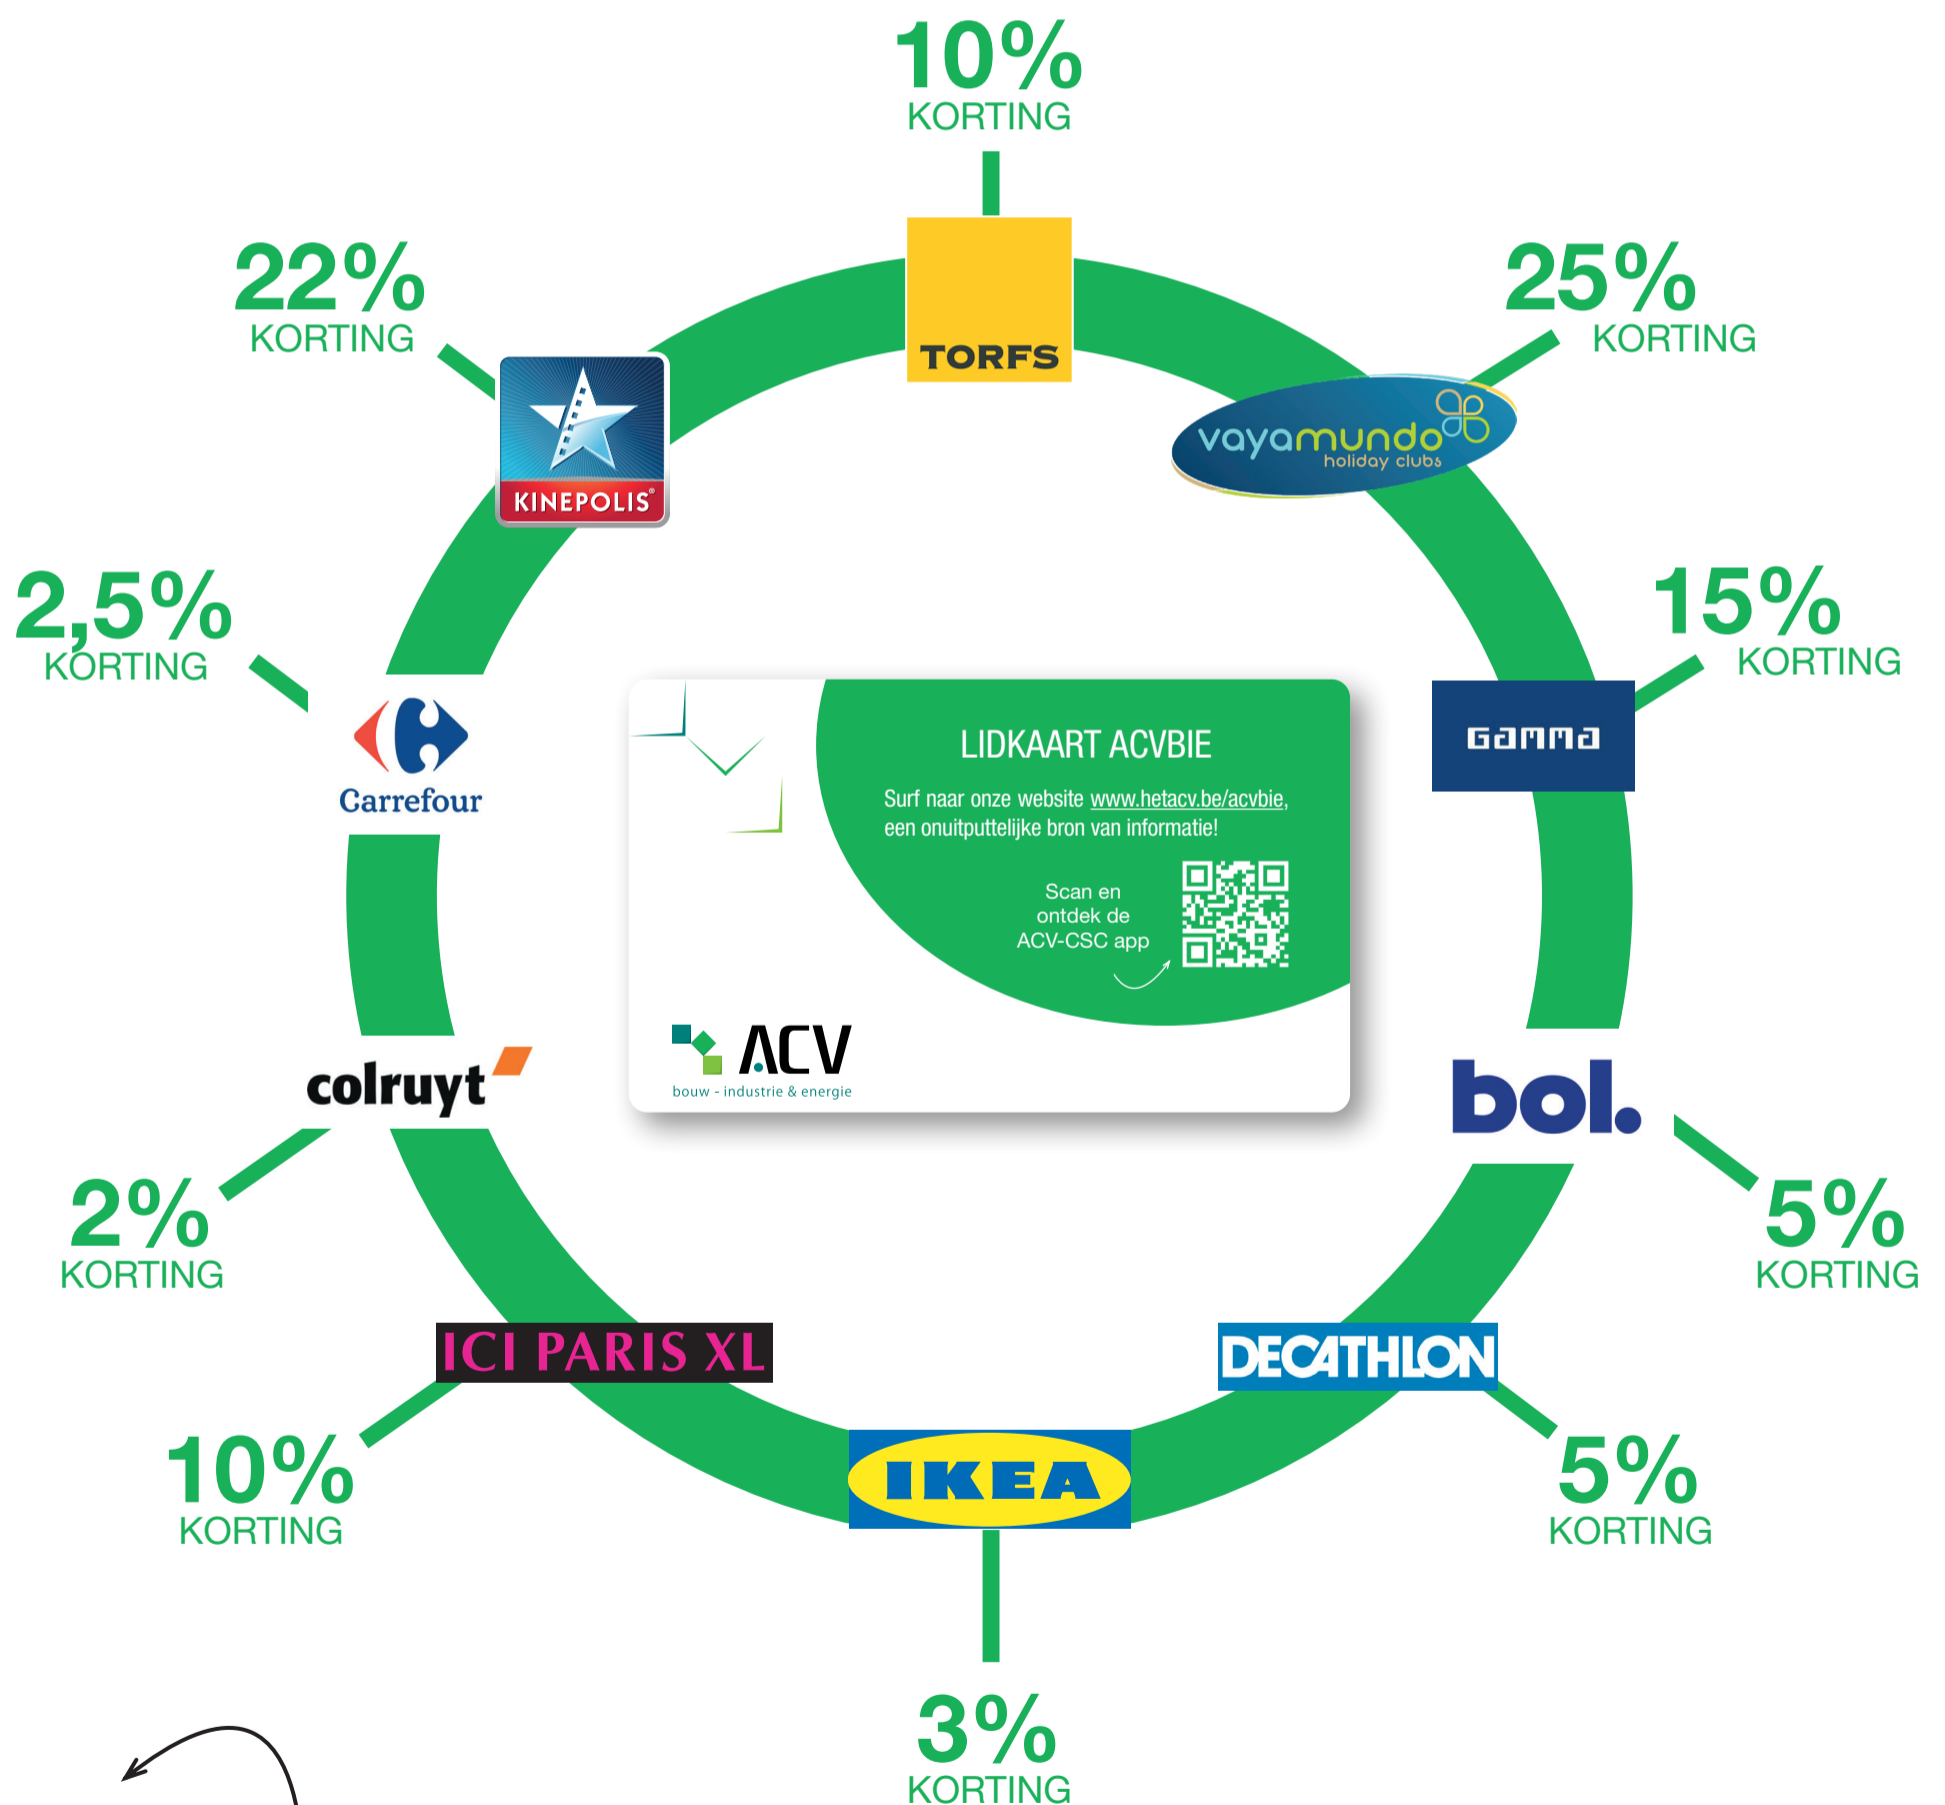 10%
KORTING
TORFS
22%
KORTING
KINEPOLIS®
25%
KORTING
vayamundo
holiday clubs
2,5%
KORTING
Carrefour
15%
KORTING
GAMMA
LIDKAART ACVBIE
Surf naar onze website www.hetacv.be/acvbie,
een onuitputtelijke bron van informatie!
Scan en
ontdek de
ACV-CSC app
ACV
bouw - industrie & energie
colruyt
2%
KORTING
bol.
5%
KORTING
ICI PARIS XL
10%
KORTING
DECATHLON
5%
KORTING
IKEA
3%
KORTING